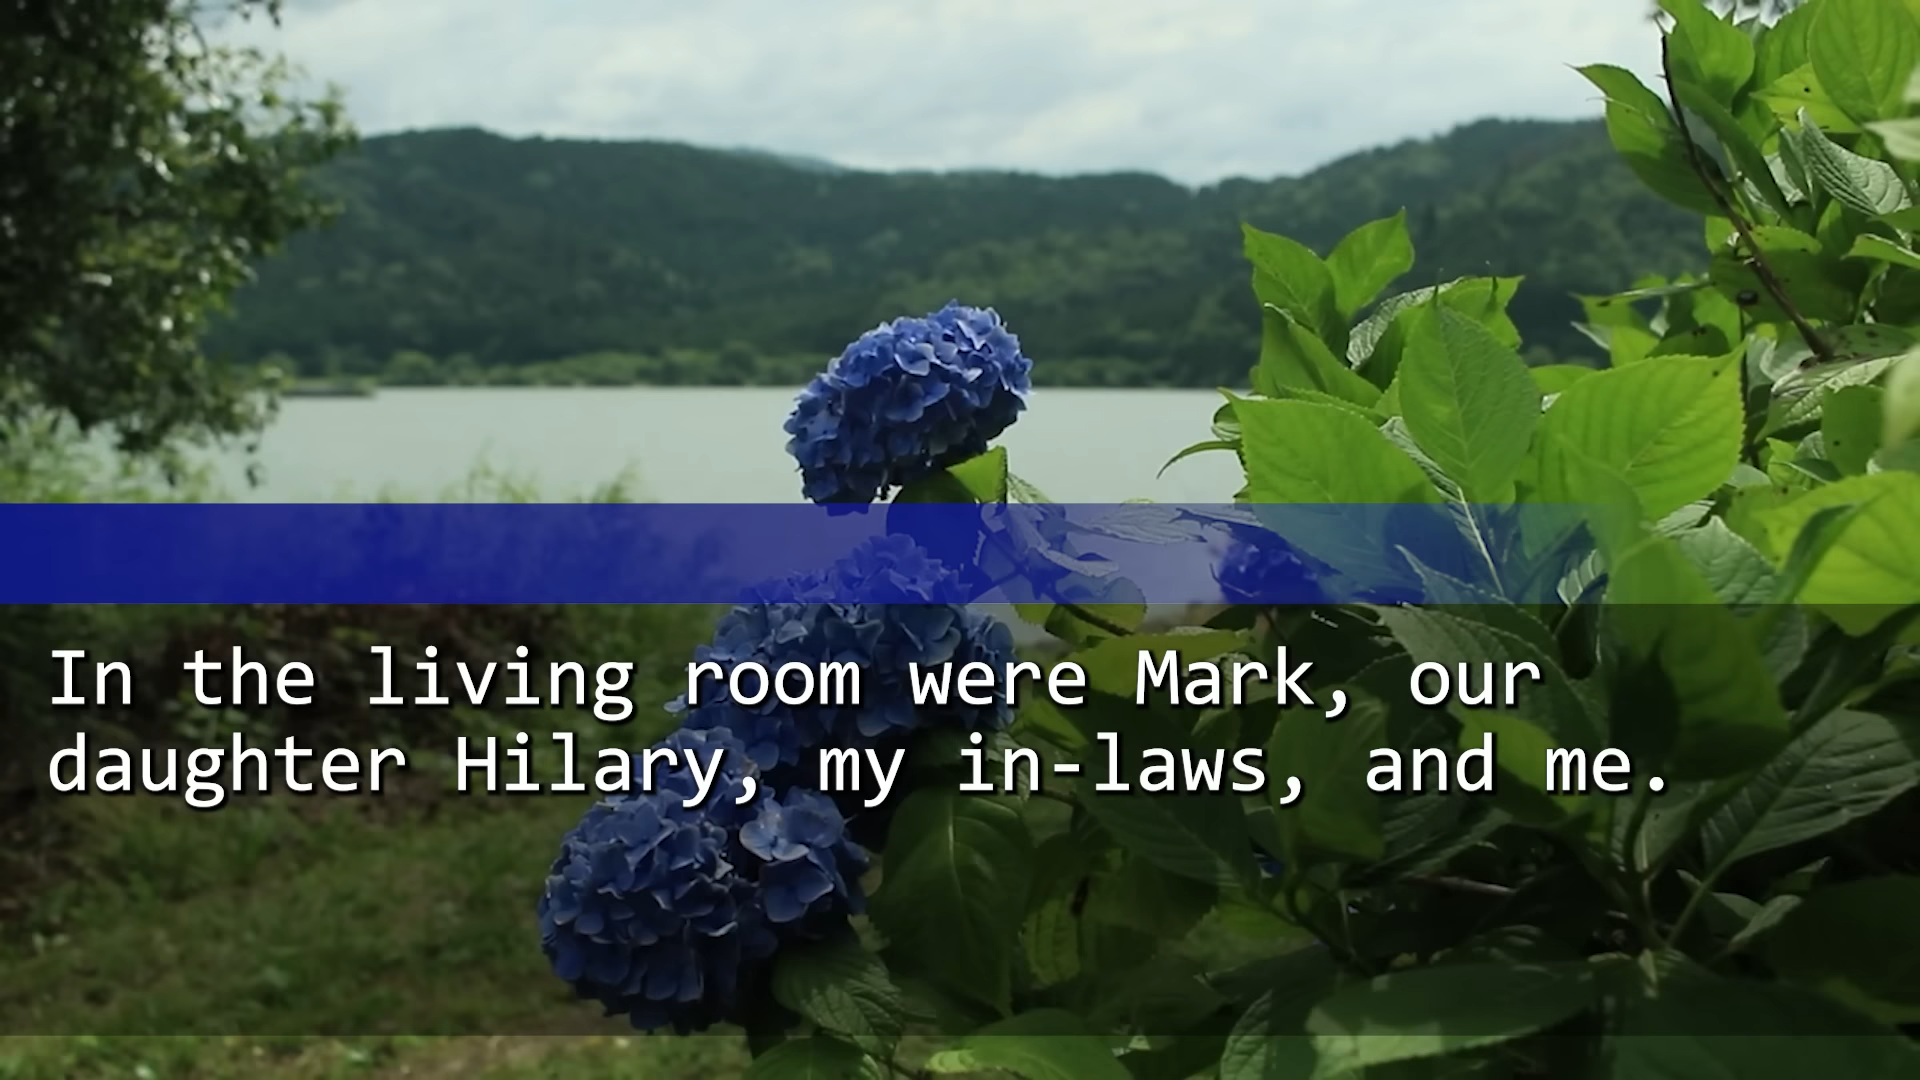 In the living room were Mark, our
daughter Hilary, my in-laws, and me.